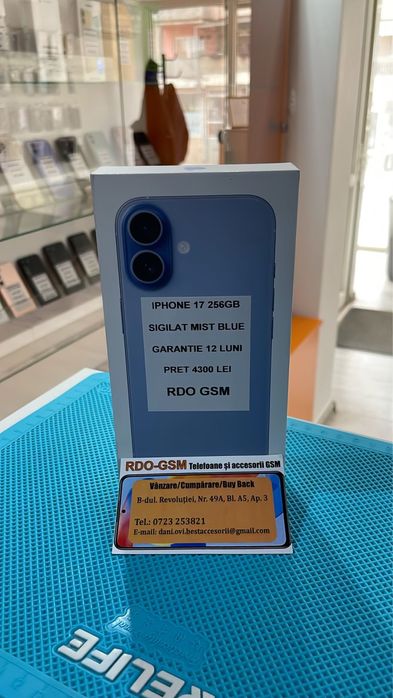 IPHONE 17 256GB
SIGILAT MIST BLUE
GARANTIE 12 LUNI
PRET 4300 LEI
RDO GSM
RDO-GSM Telefoane și accesorii GSM
Vânzare/Cumpărare/Buy Back
B-dul. Revoluției, Nr. 49A, Bl. A5, Ap. 3
Tel.: 0723 253821
E-mail: dani.ovi.bestaccesorii@gmail.com
RELIFE